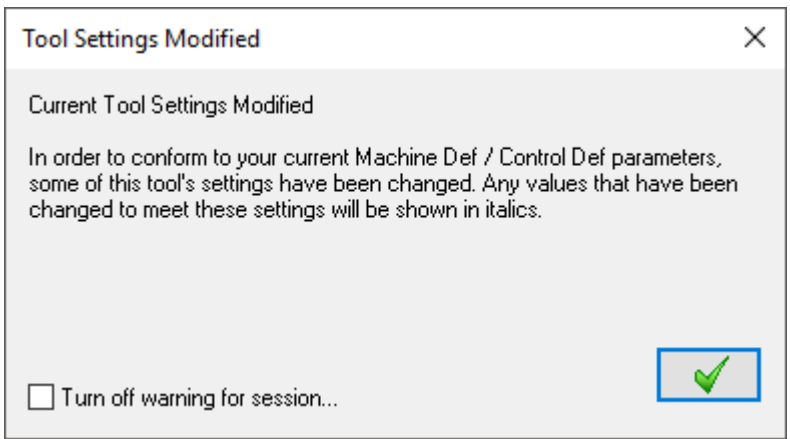 Tool Settings Modified
Current Tool Settings Modified
In order to conform to your current Machine Def / Control Def parameters,
some of this tool's settings have been changed. Any values that have been
changed to meet these settings will be shown in italics.
Turn off warning for session...